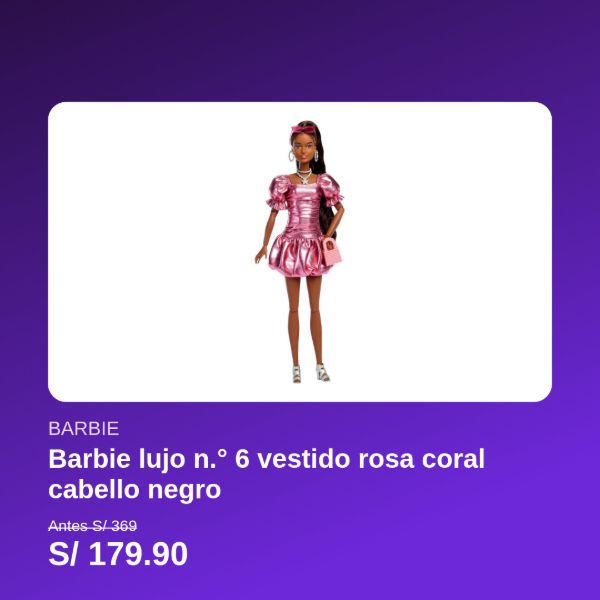 BARBIE
Barbie lujo n.° 6 vestido rosa coral
cabello negro
Antes S/ 369
S/ 179.90